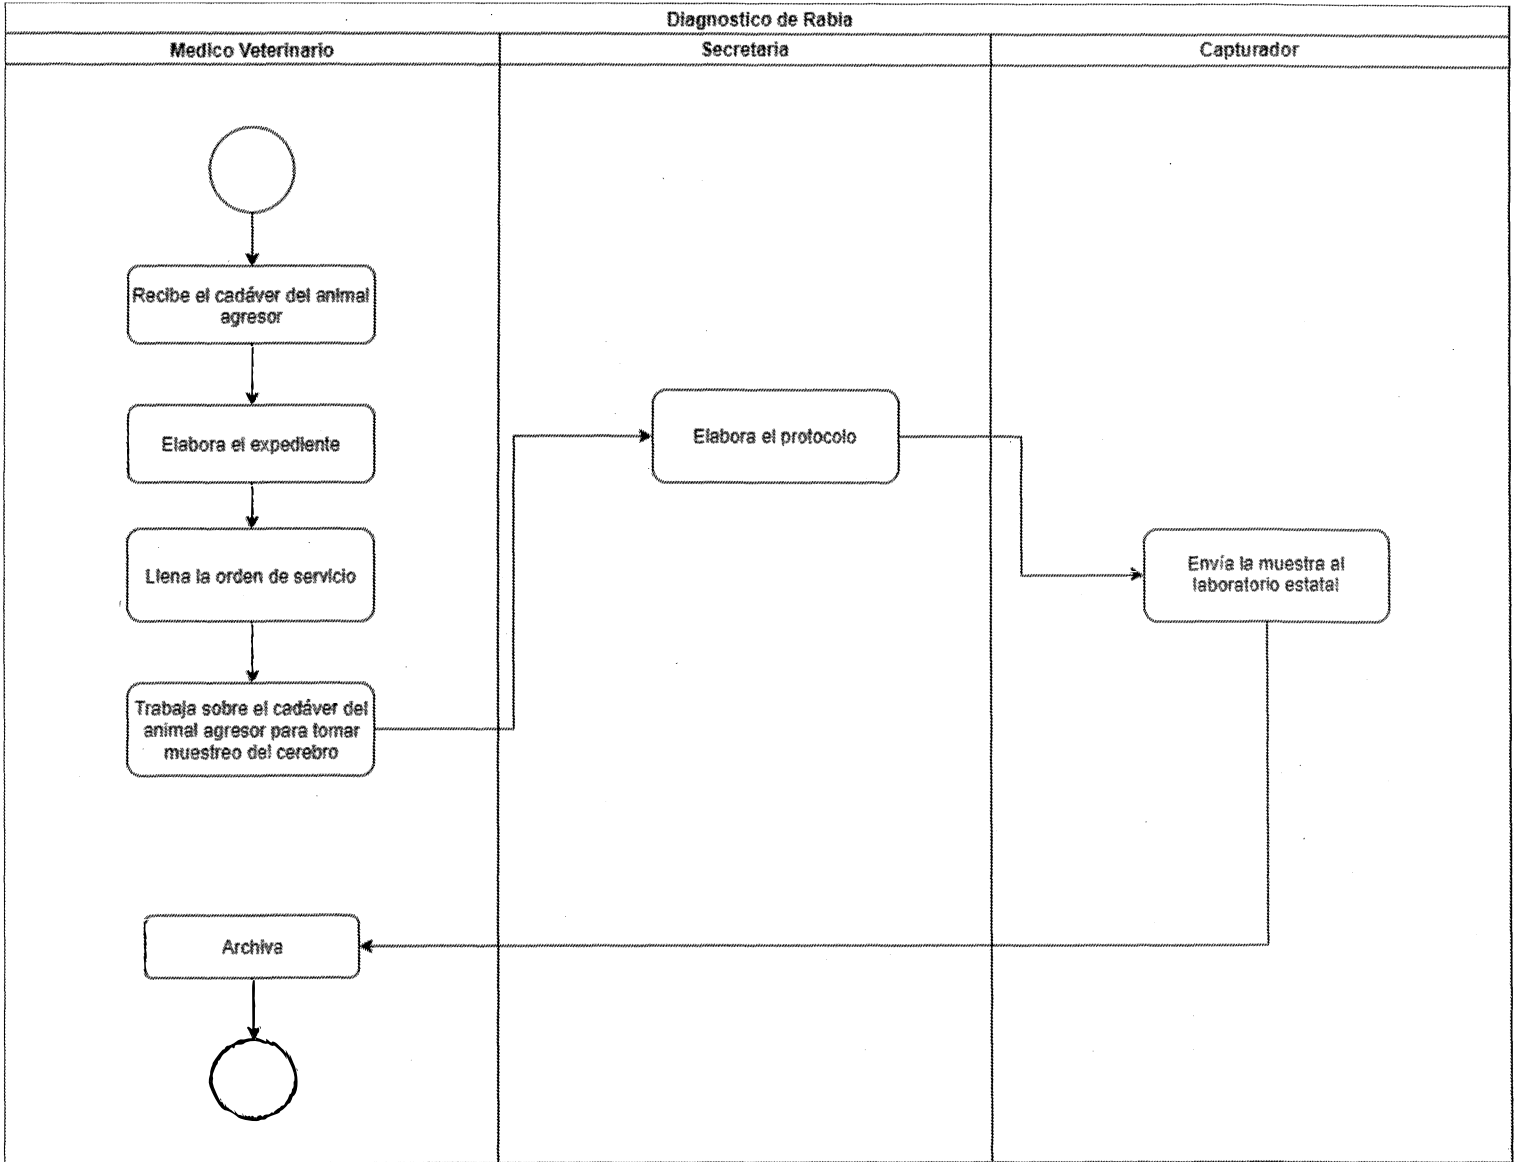 Diagnostico de Rabia
Medico Veterinario
Secretaria
Capturador
Recibe el cadáver del animal
agresor
Elabora el expediente
Llena la orden de servicio
Trabaja sobre el cadáver del
animal agresor para tomar
muestreo del cerebro
Elabora el protocolo
Envía la muestra al
laboratorio estatal
Archiva